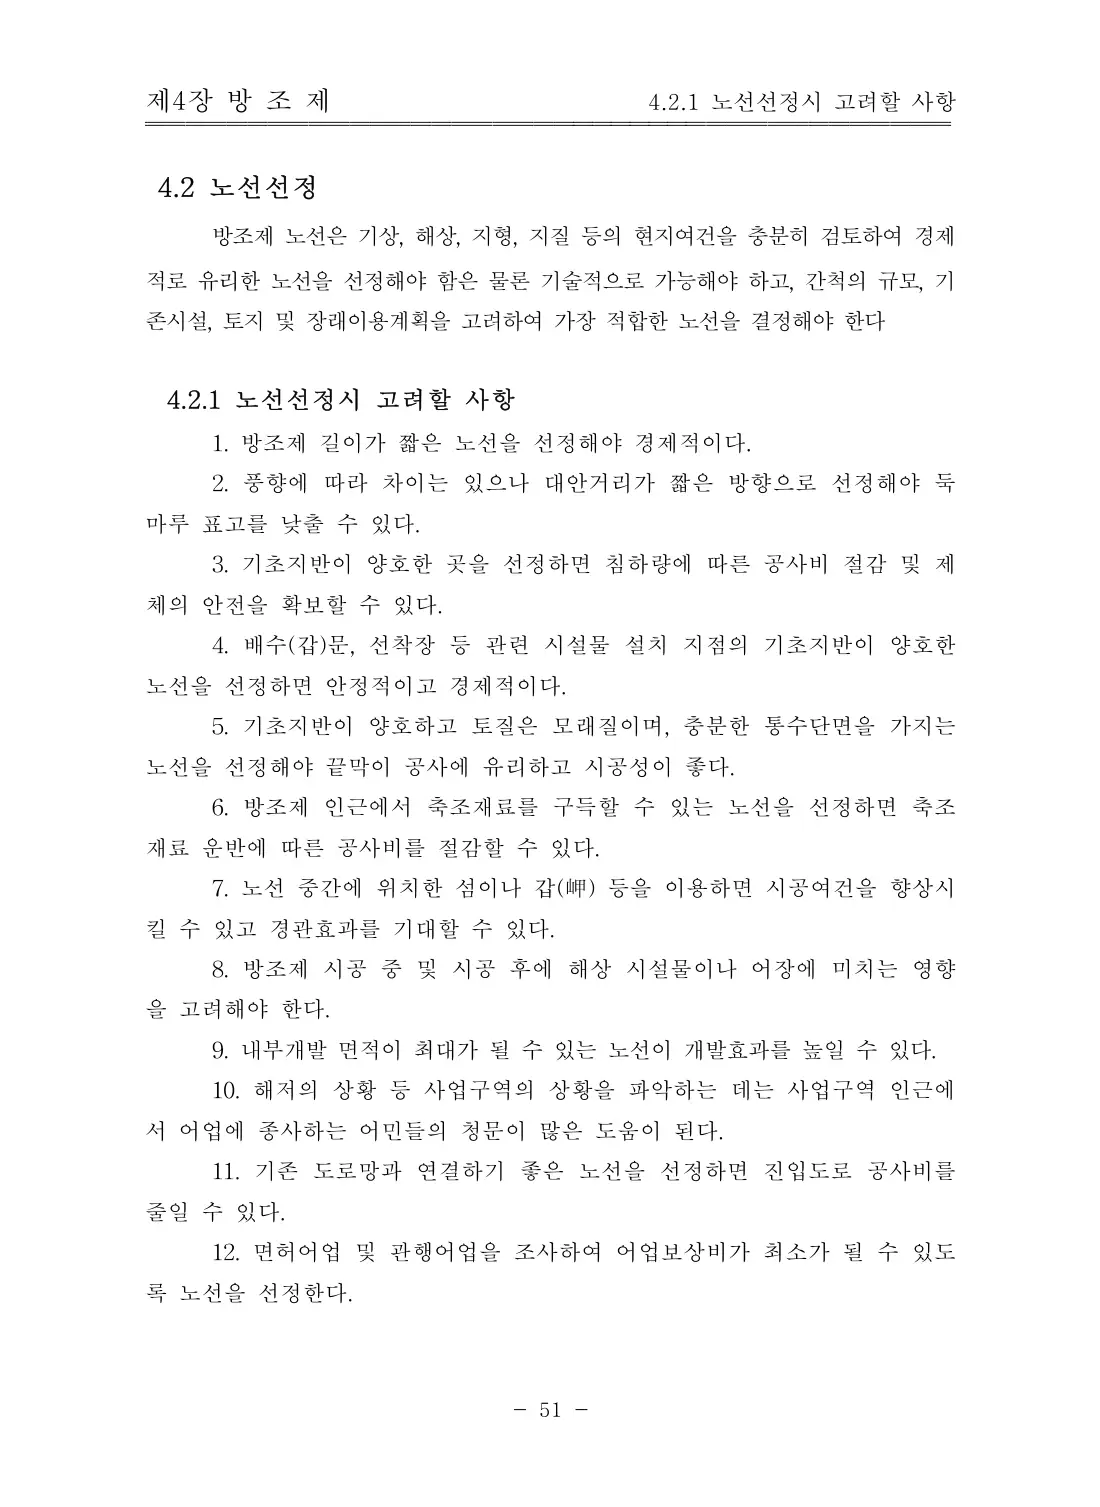 제4장 방 조 제
4.2.1 노선선정시 고려할 사항
4.2 노선선정
방조제 노선은 기상, 해상, 지형, 지질 등의 현지여건을 충분히 검토하여 경제
적로 유리한 노선을 선정해야 함은 물론 기술적으로 가능해야 하고, 간척의 규모, 기
존시설, 토지 및 장래이용계획을 고려하여 가장 적합한 노선을 결정해야 한다
4.2.1 노선선정시 고려할 사항
1. 방조제 길이가 짧은 노선을 선정해야 경제적이다.
2. 풍향에 따라 차이는 있으나 대안거리가 짧은 방향으로 선정해야 둑
마루 표고를 낮출 수 있다.
3. 기초지반이 양호한 곳을 선정하면 침하량에 따른 공사비 절감 및 제
체의 안전을 확보할 수 있다.
4. 배수(갑)문, 선착장 등 관련 시설물 설치 지점의 기초지반이 양호한
노선을 선정하면 안정적이고 경제적이다.
5. 기초지반이 양호하고 토질은 모래질이며, 충분한 통수단면을 가지는
노선을 선정해야 끝막이 공사에 유리하고 시공성이 좋다.
6. 방조제 인근에서 축조재료를 구득할 수 있는 노선을 선정하면 축조
재료 운반에 따른 공사비를 절감할 수 있다.
7. 노선 중간에 위치한 섬이나 갑(岬) 등을 이용하면 시공여건을 향상시
킬 수 있고 경관효과를 기대할 수 있다.
8. 방조제 시공 중 및 시공 후에 해상 시설물이나 어장에 미치는 영향
을 고려해야 한다.
9. 내부개발 면적이 최대가 될 수 있는 노선이 개발효과를 높일 수 있다.
10. 해저의 상황 등 사업구역의 상황을 파악하는 데는 사업구역 인근에
서 어업에 종사하는 어민들의 청문이 많은 도움이 된다.
11. 기존 도로망과 연결하기 좋은 노선을 선정하면 진입도로 공사비를
줄일 수 있다.
12. 면허어업 및 관행어업을 조사하여 어업보상비가 최소가 될 수 있도
록 노선을 선정한다.
- 51 -